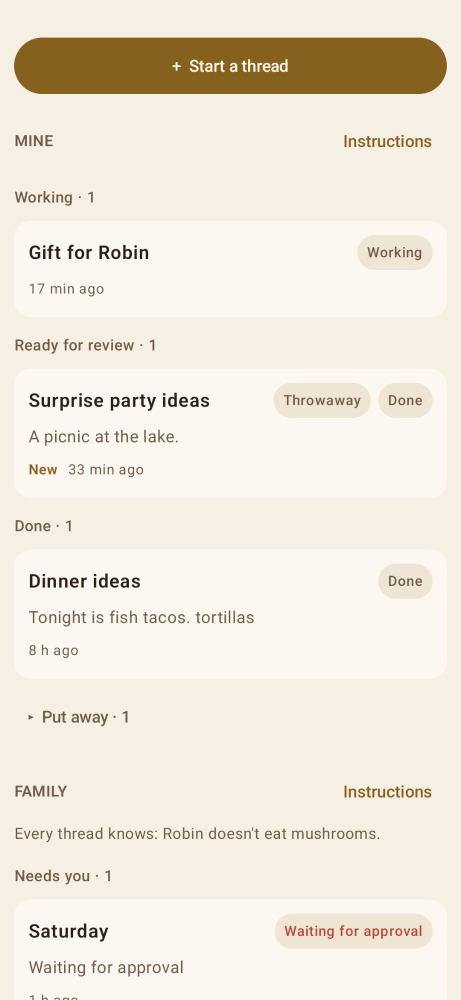 + Start a thread
MINE
Instructions
Working · 1
Gift for Robin
Working
17 min ago
Ready for review · 1
Surprise party ideas
Throwaway
Done
A picnic at the lake.
New 33 min ago
Done · 1
Dinner ideas
Done
Tonight is fish tacos. tortillas
8 h ago
▸ Put away · 1
FAMILY
Instructions
Every thread knows: Robin doesn't eat mushrooms.
Needs you · 1
Saturday
Waiting for approval
Waiting for approval
1 h ago